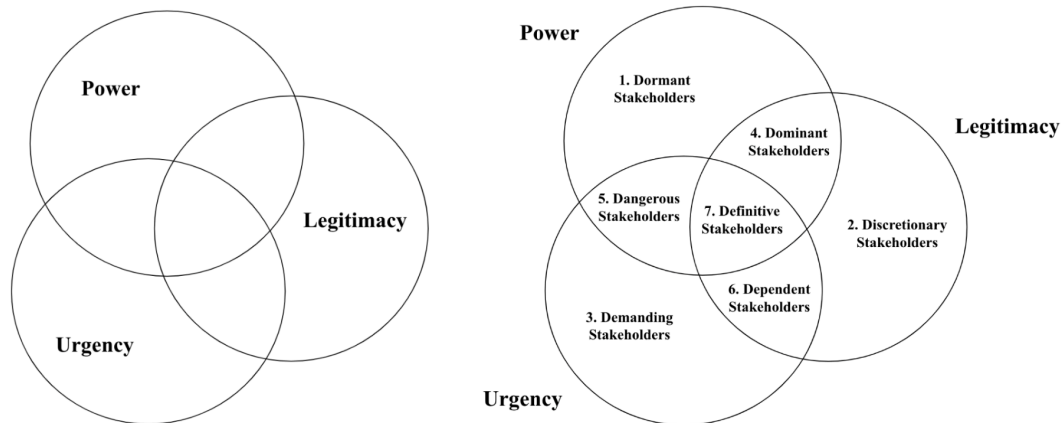 Power
Legitimacy
Urgency
Power
1. Dormant
Stakeholders
4. Dominant
Stakeholders
Legitimacy
5. Dangerous
Stakeholders
7. Definitive
Stakeholders
2. Discretionary
Stakeholders
6. Dependent
Stakeholders
3. Demanding
Stakeholders
Urgency